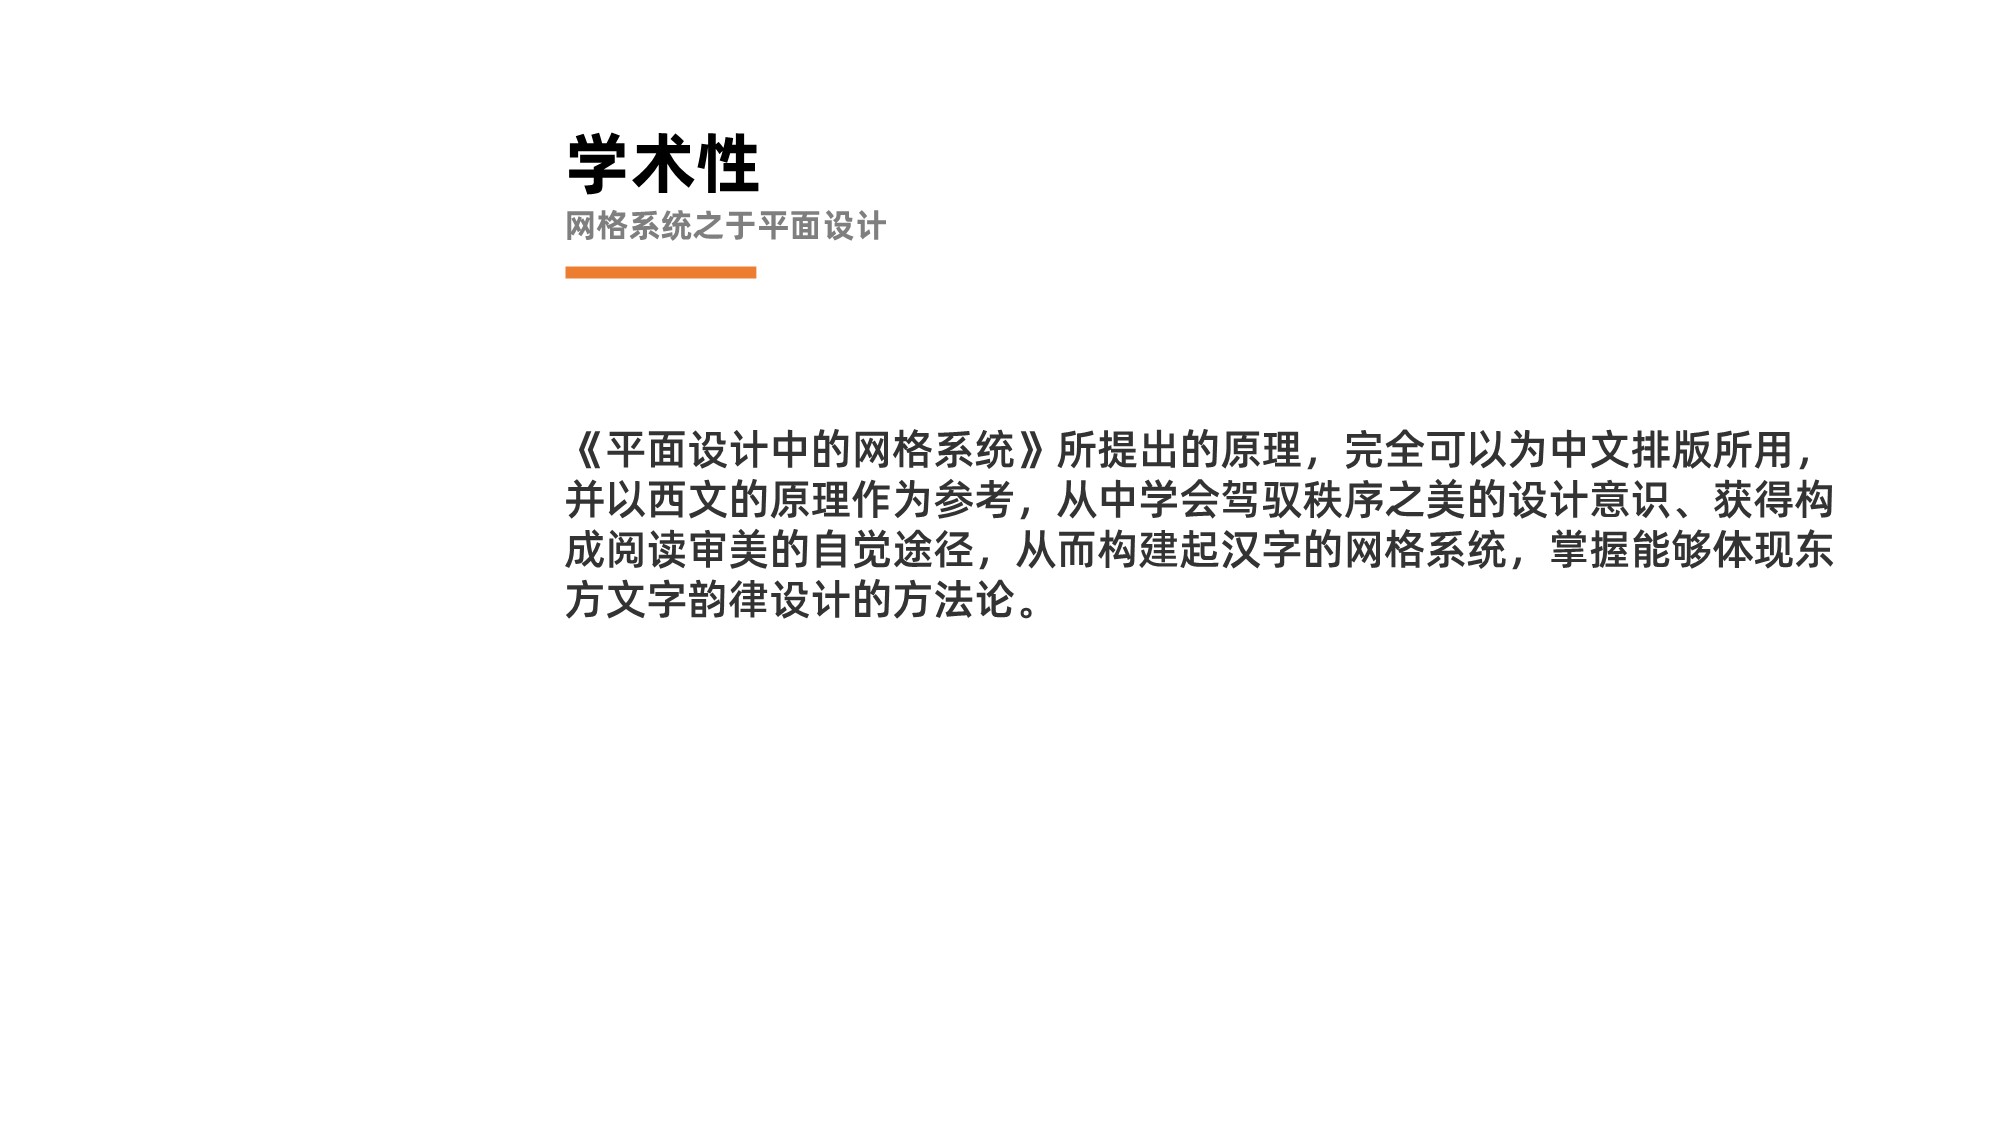 学术性
网格系统之于平面设计
《平面设计中的网格系统》所提出的原理，完全可以为中文排版所用，
并以西文的原理作为参考，从中学会驾驭秩序之美的设计意识、获得构
成阅读审美的自觉途径，从而构建起汉字的网格系统，掌握能够体现东
方文字韵律设计的方法论。